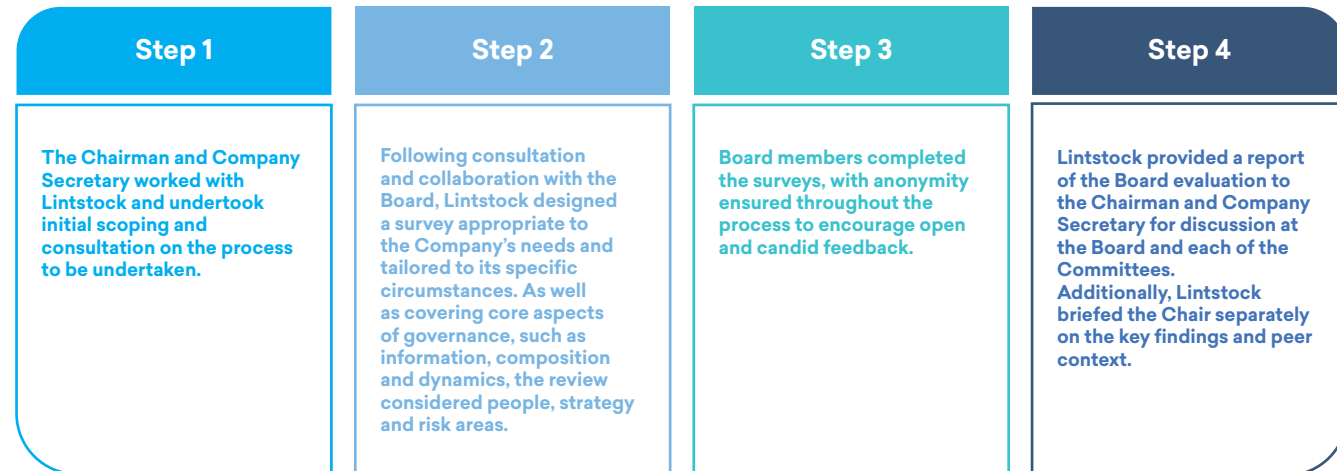 Step 1
The Chairman and Company
Secretary worked with
Lintstock and undertook
initial scoping and
consultation on the process
to be undertaken.
Step 2
Following consultation
and collaboration with the
Board, Lintstock designed
a survey appropriate to
the Company’s needs and
tailored to its specific
circumstances. As well
as covering core aspects
of governance, such as
information, composition
and dynamics, the review
considered people, strategy
and risk areas.
Step 3
Board members completed
the surveys, with anonymity
ensured throughout the
process to encourage open
and candid feedback.
Step 4
Lintstock provided a report
of the Board evaluation to
the Chairman and Company
Secretary for discussion at
the Board and each of the
Committees.
Additionally, Lintstock
briefed the Chair separately
on the key findings and peer
context.